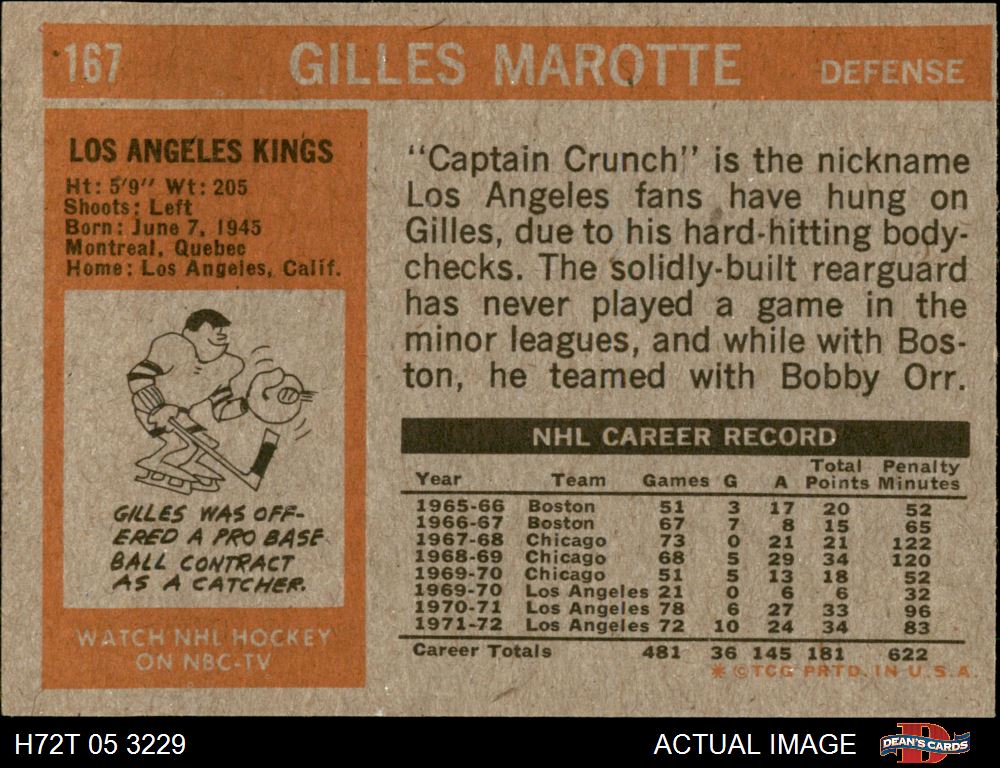 167 GILLES MAROTTE DEFENSE
LOS ANGELES KINGS
Ht: 5'9'' Wt: 205
Shoots: Left
Born: June 7, 1945
Montreal, Quebec
Home: Los Angeles, Calif.
GILLES WAS OFF-
ERED A PRO BASE
BALL CONTRACT
AS A CATCHER.
WATCH NHL HOCKEY
ON NBC-TV
''Captain Crunch'' is the nickname
Los Angeles fans have hung on
Gilles, due to his hard-hitting body-
checks. The solidly-built rearguard
has never played a game in the
minor leagues, and while with Bos-
ton, he teamed with Bobby Orr.
NHL CAREER RECORD
Year Team Games G A Total Points Penalty Minutes
1965-66 Boston 51 3 17 20 52
1966-67 Boston 67 7 8 15 65
1967-68 Chicago 73 0 21 21 122
1968-69 Chicago 68 5 29 34 120
1969-70 Chicago 51 5 13 18 52
1969-70 Los Angeles 21 0 6 6 32
1970-71 Los Angeles 78 6 27 33 96
1971-72 Los Angeles 72 10 24 34 83
Career Totals 481 36 145 181 622
* © TCG PRTD. IN U.S.A.
H72T 05 3229 ACTUAL IMAGE DEAN'S CARDS